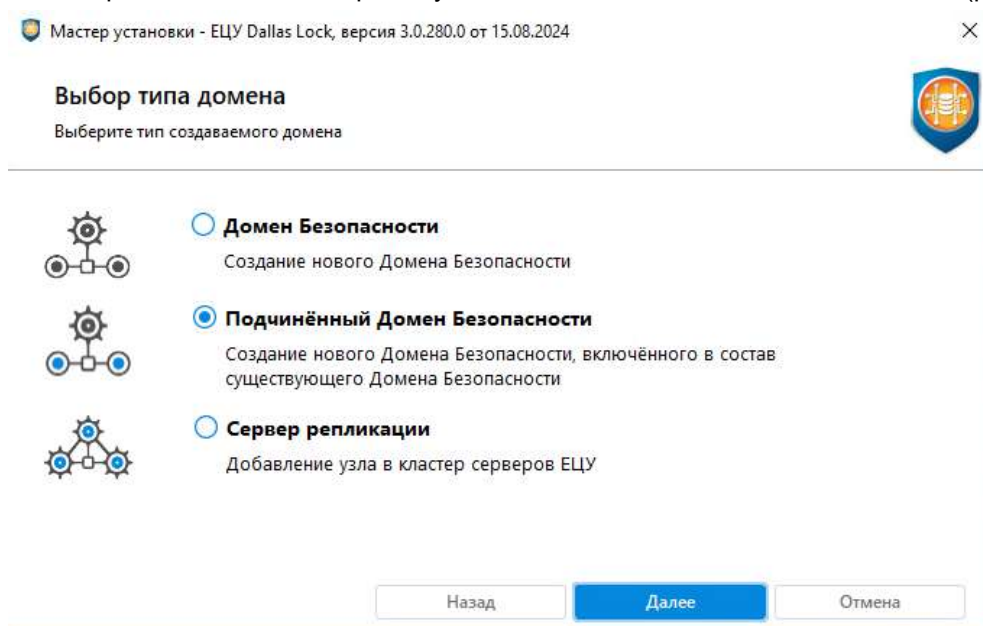 Мастер установки - ЕЦУ Dallas Lock, версия 3.0.280.0 от 15.08.2024
Выбор типа домена
Выберите тип создаваемого домена
Домен Безопасности
Создание нового Домена Безопасности
Подчинённый Домен Безопасности
Создание нового Домена Безопасности, включённого в состав
существующего Домена Безопасности
Сервер репликации
Добавление узла в кластер серверов ЕЦУ
Назад Далее Отмена